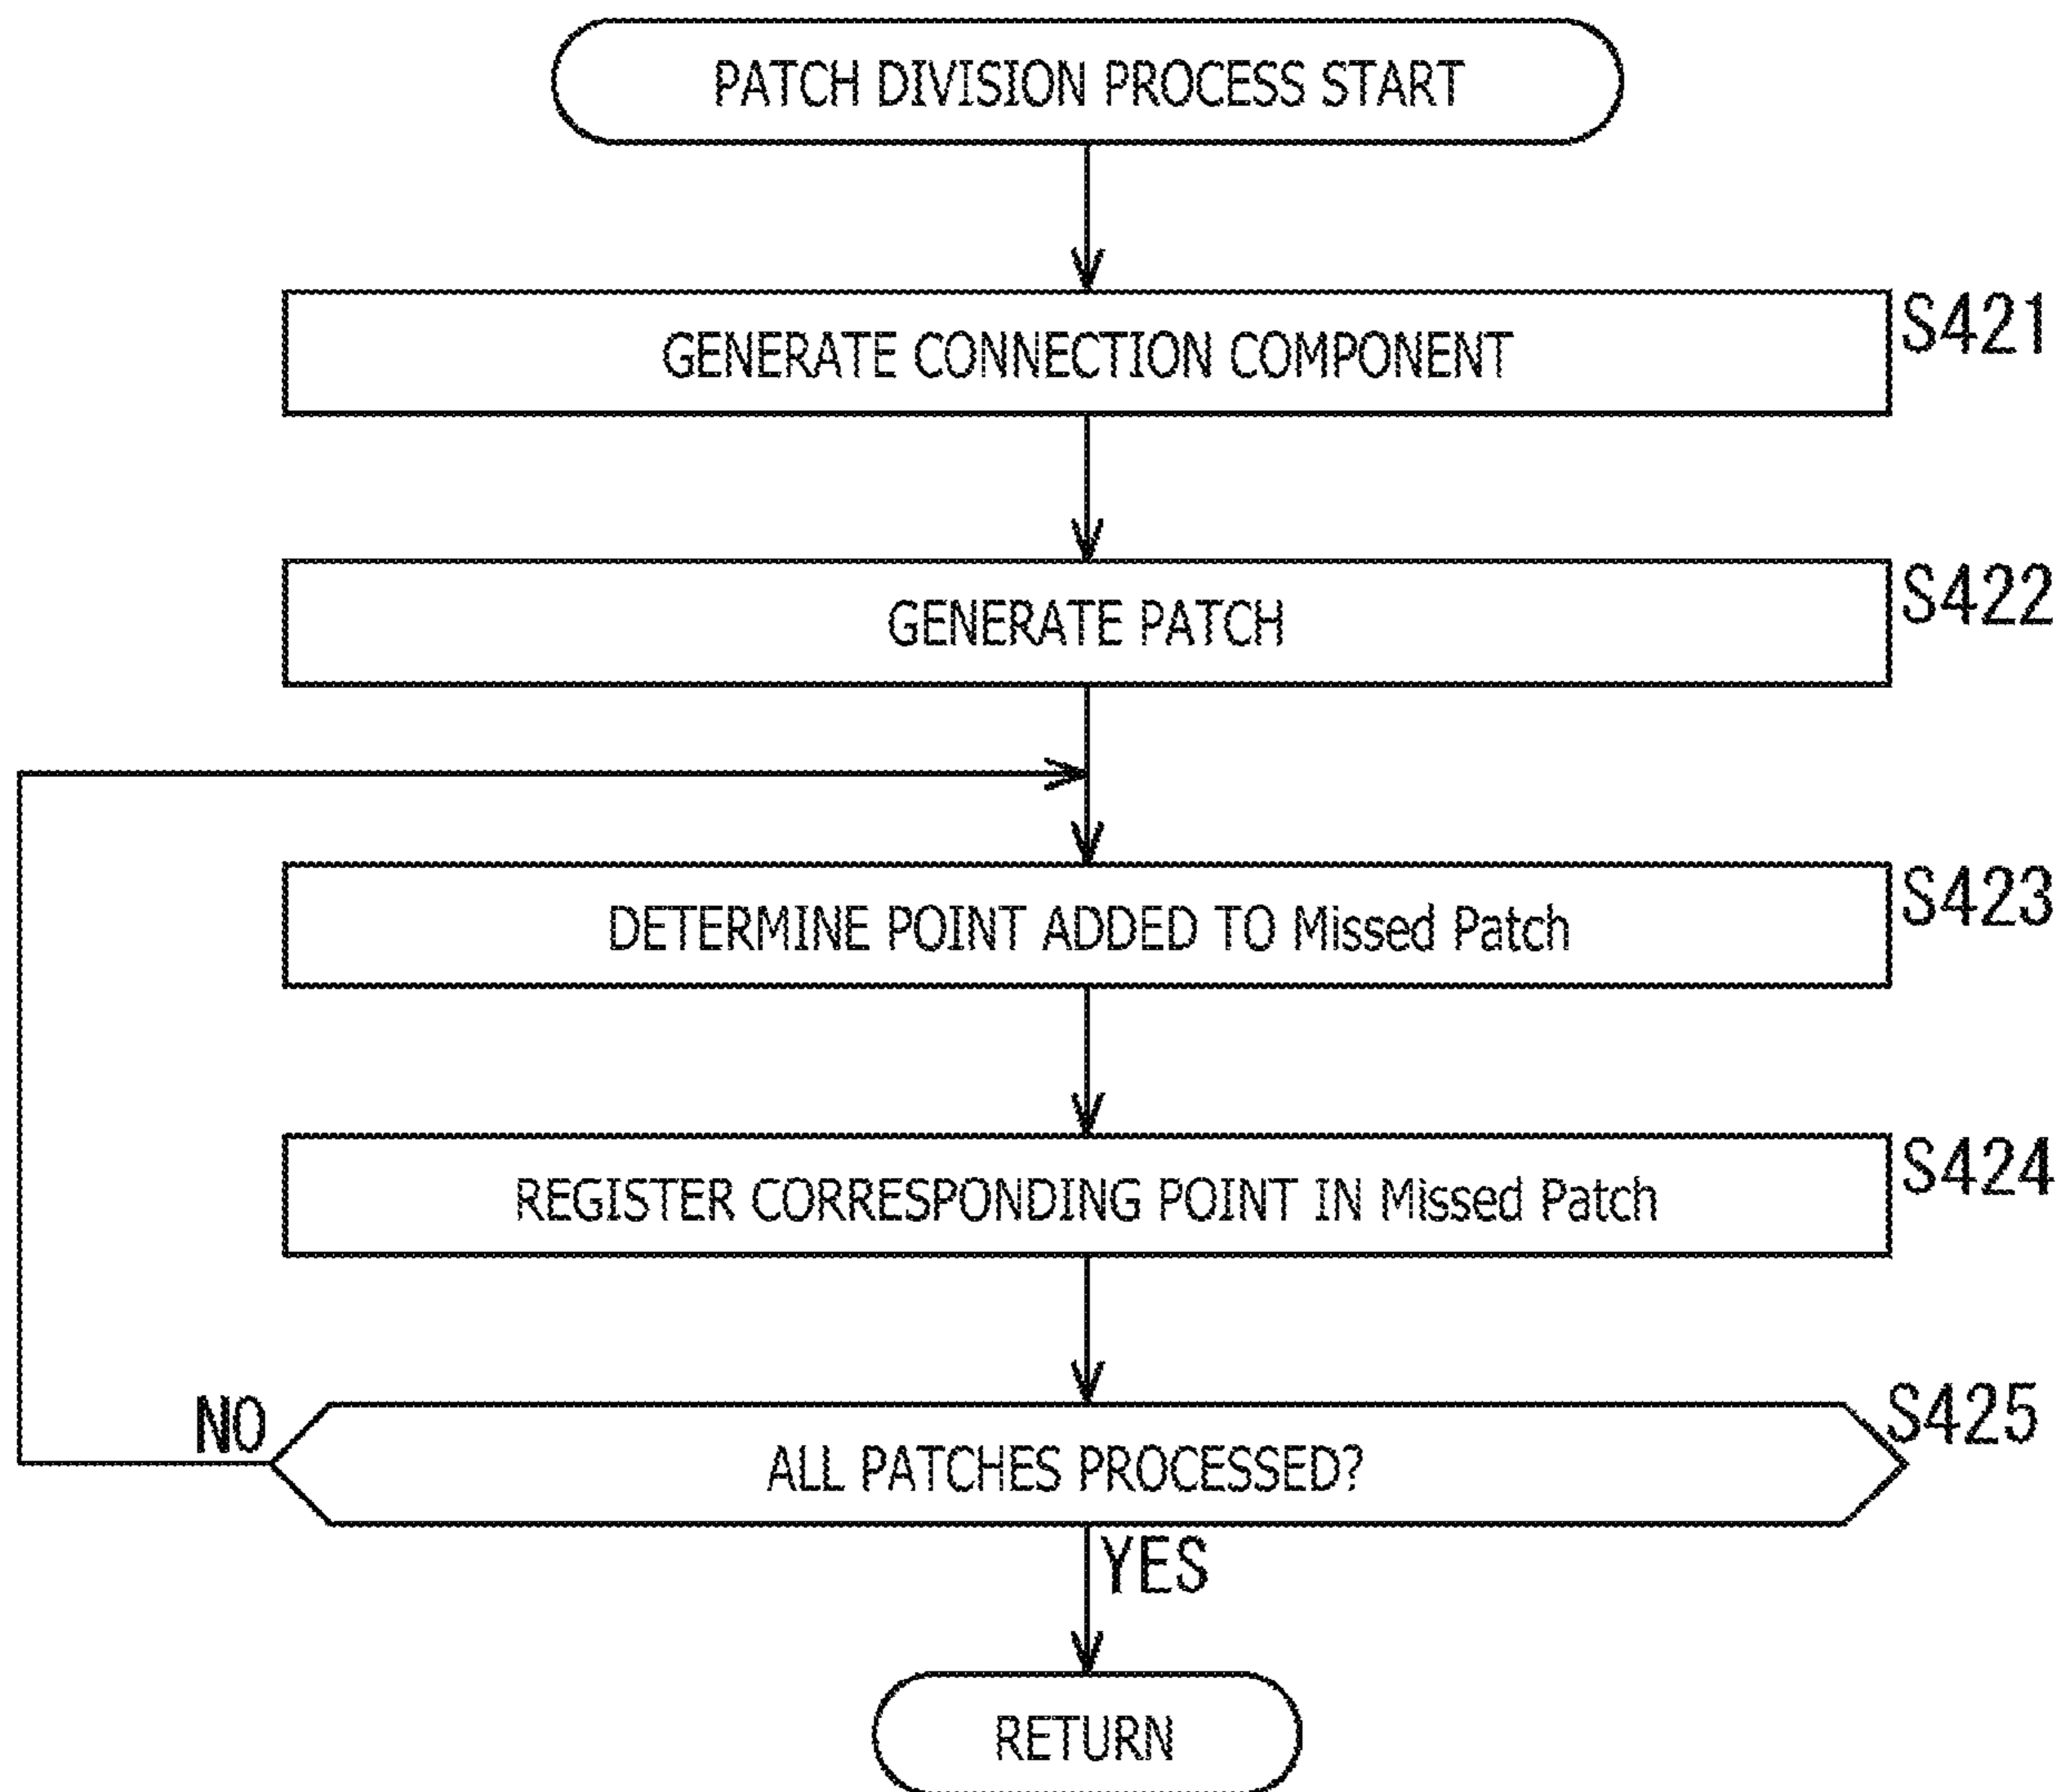 PATCH DIVISION PROCESS START
GENERATE CONNECTION COMPONENT
S421
GENERATE PATCH
S422
DETERMINE POINT ADDED TO Missed Patch
S423
REGISTER CORRESPONDING POINT IN Missed Patch
S424
NO
ALL PATCHES PROCESSED?
S425
YES
RETURN